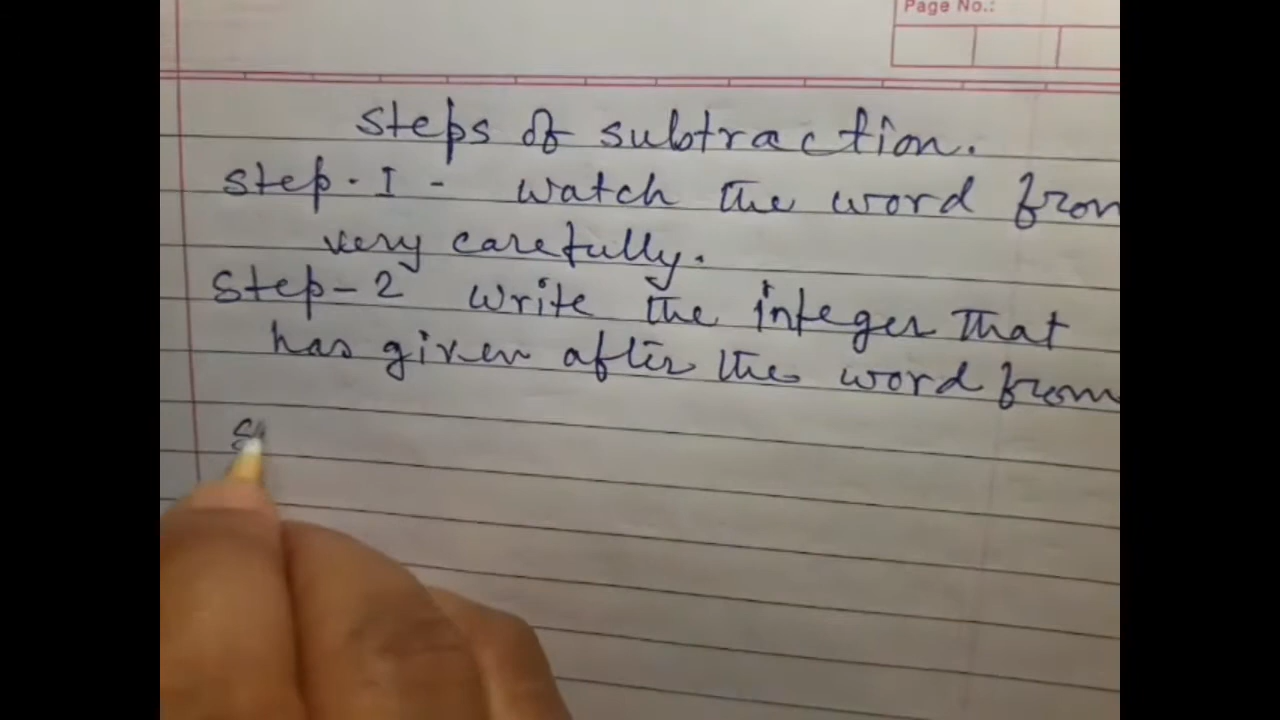 Page No.:
Steps of subtraction.
Step-I - Watch the word from
very carefully.
Step-2 Write the integer that
has given after the word from
S